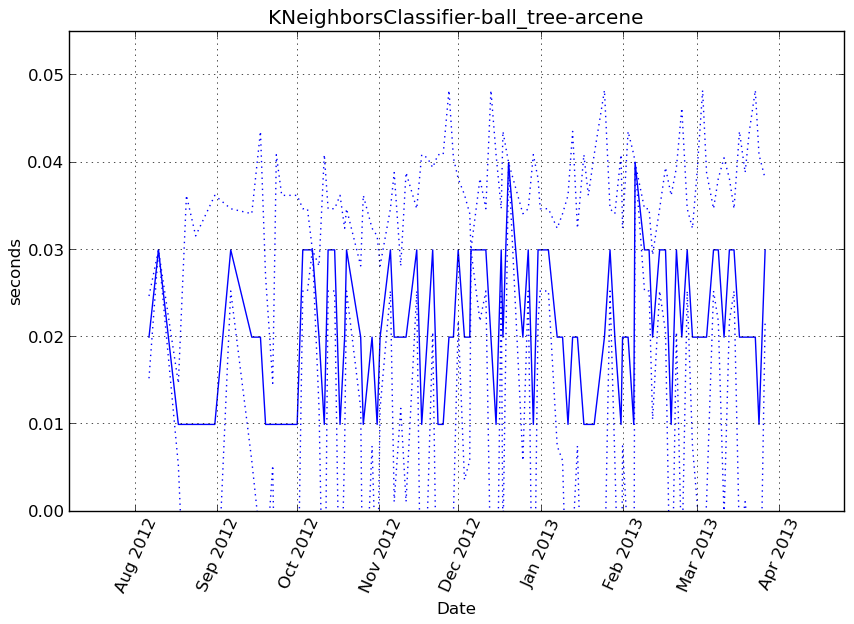 KNeighborsClassifier-ball_tree-arcene
0.05
0.04
0.03
0.02
0.01
0.00
seconds
Aug 2012
Sep 2012
Oct 2012
Nov 2012
Dec 2012
Jan 2013
Feb 2013
Mar 2013
Apr 2013
Date